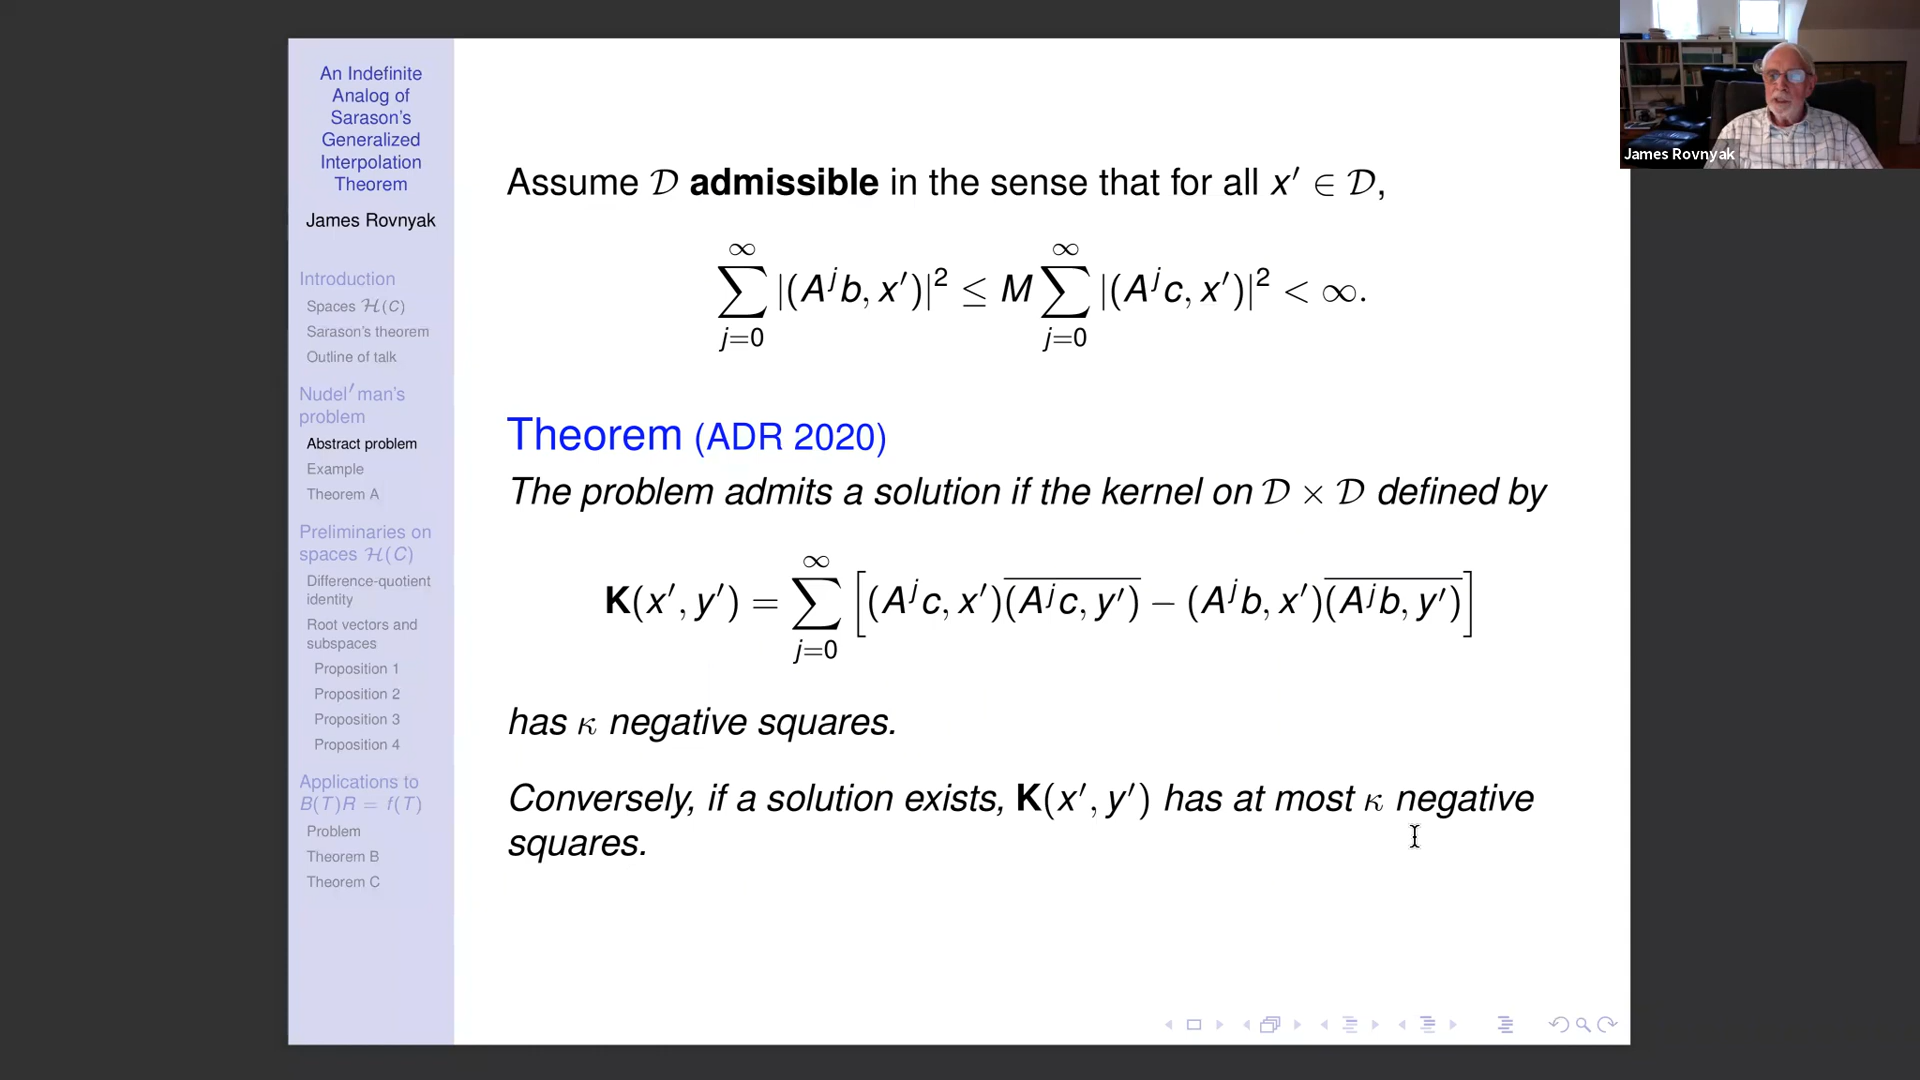 An Indefinite
Analog of
Sarason's
Generalized
Interpolation
Theorem
James Rovnyak
Introduction
Spaces ℋ(C)
Sarason's theorem
Outline of talk
Nudel′man's
problem
Abstract problem
Example
Theorem A
Preliminaries on
spaces ℋ(C)
Difference-quotient
identity
Root vectors and
subspaces
Proposition 1
Proposition 2
Proposition 3
Proposition 4
Applications to
B(T)R = f(T)
Problem
Theorem B
Theorem C
Assume 𝒟 admissible in the sense that for all x′ ∈ 𝒟,
∑_{j=0}^{∞} |(A^j b, x′)|² ≤ M ∑_{j=0}^{∞} |(A^j c, x′)|² < ∞.
Theorem (ADR 2020)
The problem admits a solution if the kernel on 𝒟 × 𝒟 defined by
K(x′, y′) = ∑_{j=0}^{∞} [(A^j c, x′)\overline{(A^j c, y′)} − (A^j b, x′)\overline{(A^j b, y′)}]
has κ negative squares.
Conversely, if a solution exists, K(x′, y′) has at most κ negative
squares.
James Rovnyak